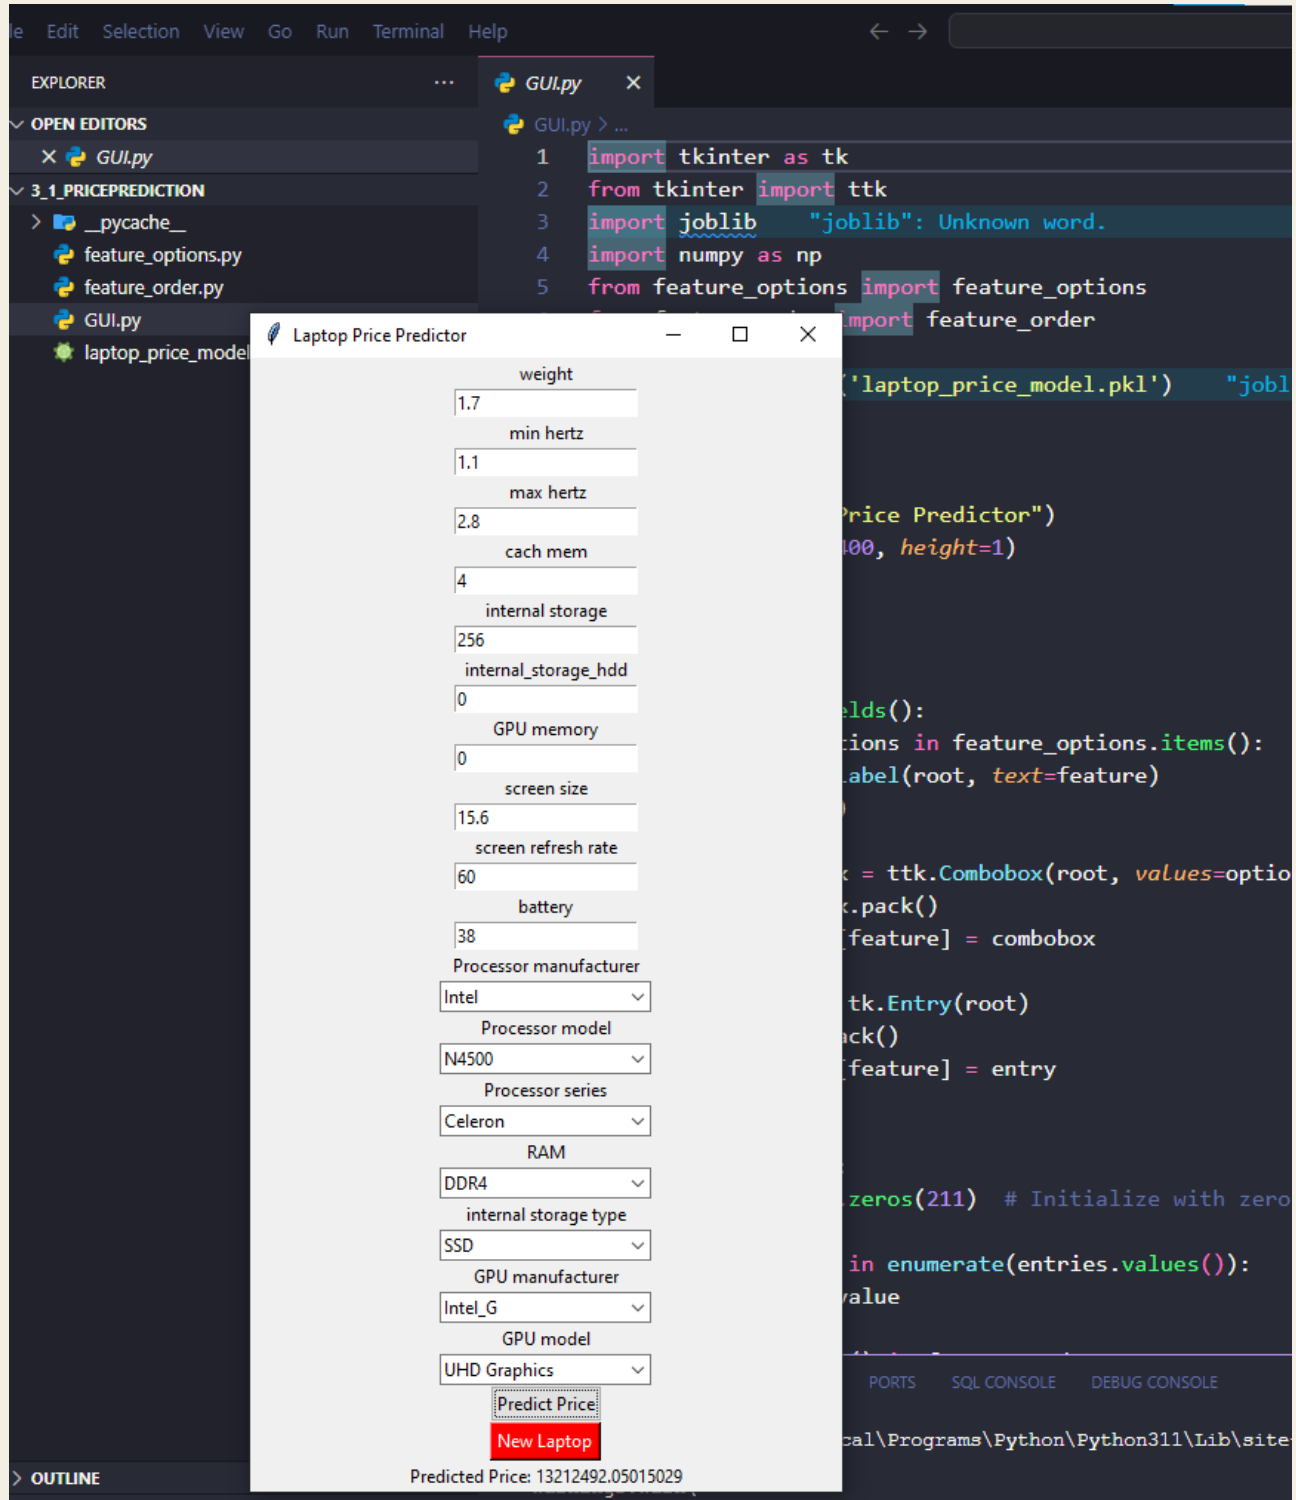 Edit Selection View Go Run Terminal Help
EXPLORER
GUI.py
OPEN EDITORS
GUI.py
3_1_PRICEPREDICTION
__pycache__
feature_options.py
feature_order.py
GUI.py
laptop_price_model
GUI.py > ...
1 import tkinter as tk
2 from tkinter import ttk
3 import joblib "joblib": Unknown word.
4 import numpy as np
5 from feature_options import feature_options
import feature_order
('laptop_price_model.pkl') "jobl
Price Predictor")
400, height=1)
elds():
tions in feature_options.items():
Label(root, text=feature)
)
x = ttk.Combobox(root, values=optio
x.pack()
[feature] = combobox
tk.Entry(root)
ack()
[feature] = entry
.zeros(211) # Initialize with zero
in enumerate(entries.values()):
value
PORTS SQL CONSOLE DEBUG CONSOLE
cal\Programs\Python\Python311\Lib\site
OUTLINE
Laptop Price Predictor
weight
1.7
min hertz
1.1
max hertz
2.8
cach mem
4
internal storage
256
internal_storage_hdd
0
GPU memory
0
screen size
15.6
screen refresh rate
60
battery
38
Processor manufacturer
Intel
Processor model
N4500
Processor series
Celeron
RAM
DDR4
internal storage type
SSD
GPU manufacturer
Intel_G
GPU model
UHD Graphics
Predict Price
New Laptop
Predicted Price: 13212492.05015029